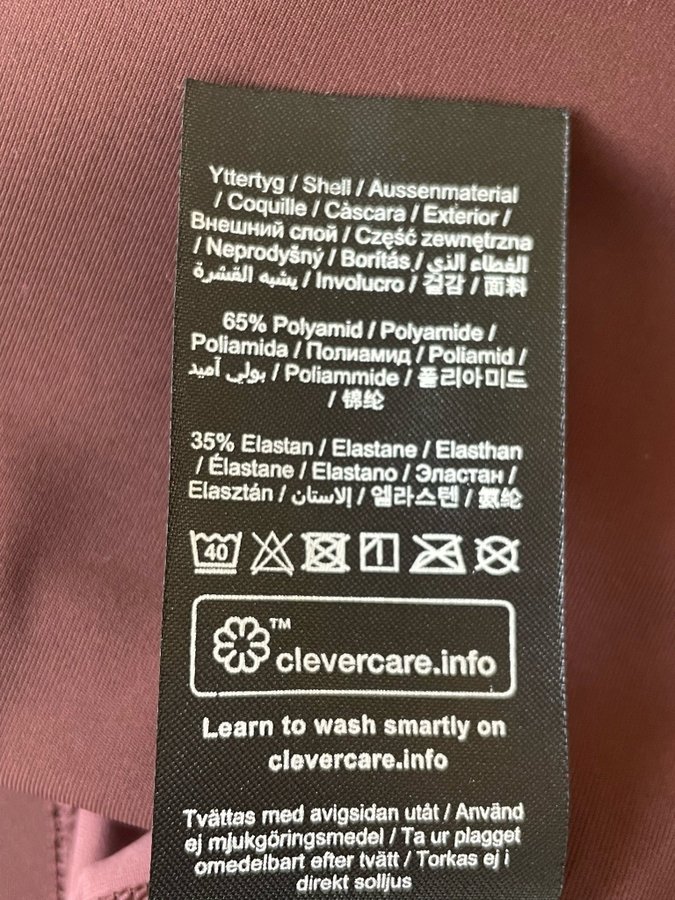 Yttertyg / Shell / Aussenmaterial
/ Coquille / Càscara / Exterior /
Внешний слой / Część zewnętrzna
/ Neprodyšný / Borítás / الغطاء الذي
يشبه القشرة / Involucro / 겉감 / 面料
65% Polyamid / Polyamide /
Poliamida / Полиамид / Poliamid /
بولي أميد / Poliammide / 폴리아미드
/ 锦纶
35% Elastan / Elastane / Elasthan
/ Élastane / Elastano / Эластан /
Elasztán / إلاستان / 엘라스텐 / 氨纶
40
TM
clevercare.info
Learn to wash smartly on
clevercare.info
Tvättas med avigsidan utåt / Använd
ej mjukgöringsmedel / Ta ur plagget
omedelbart efter tvätt / Torkas ej i
direkt solljus